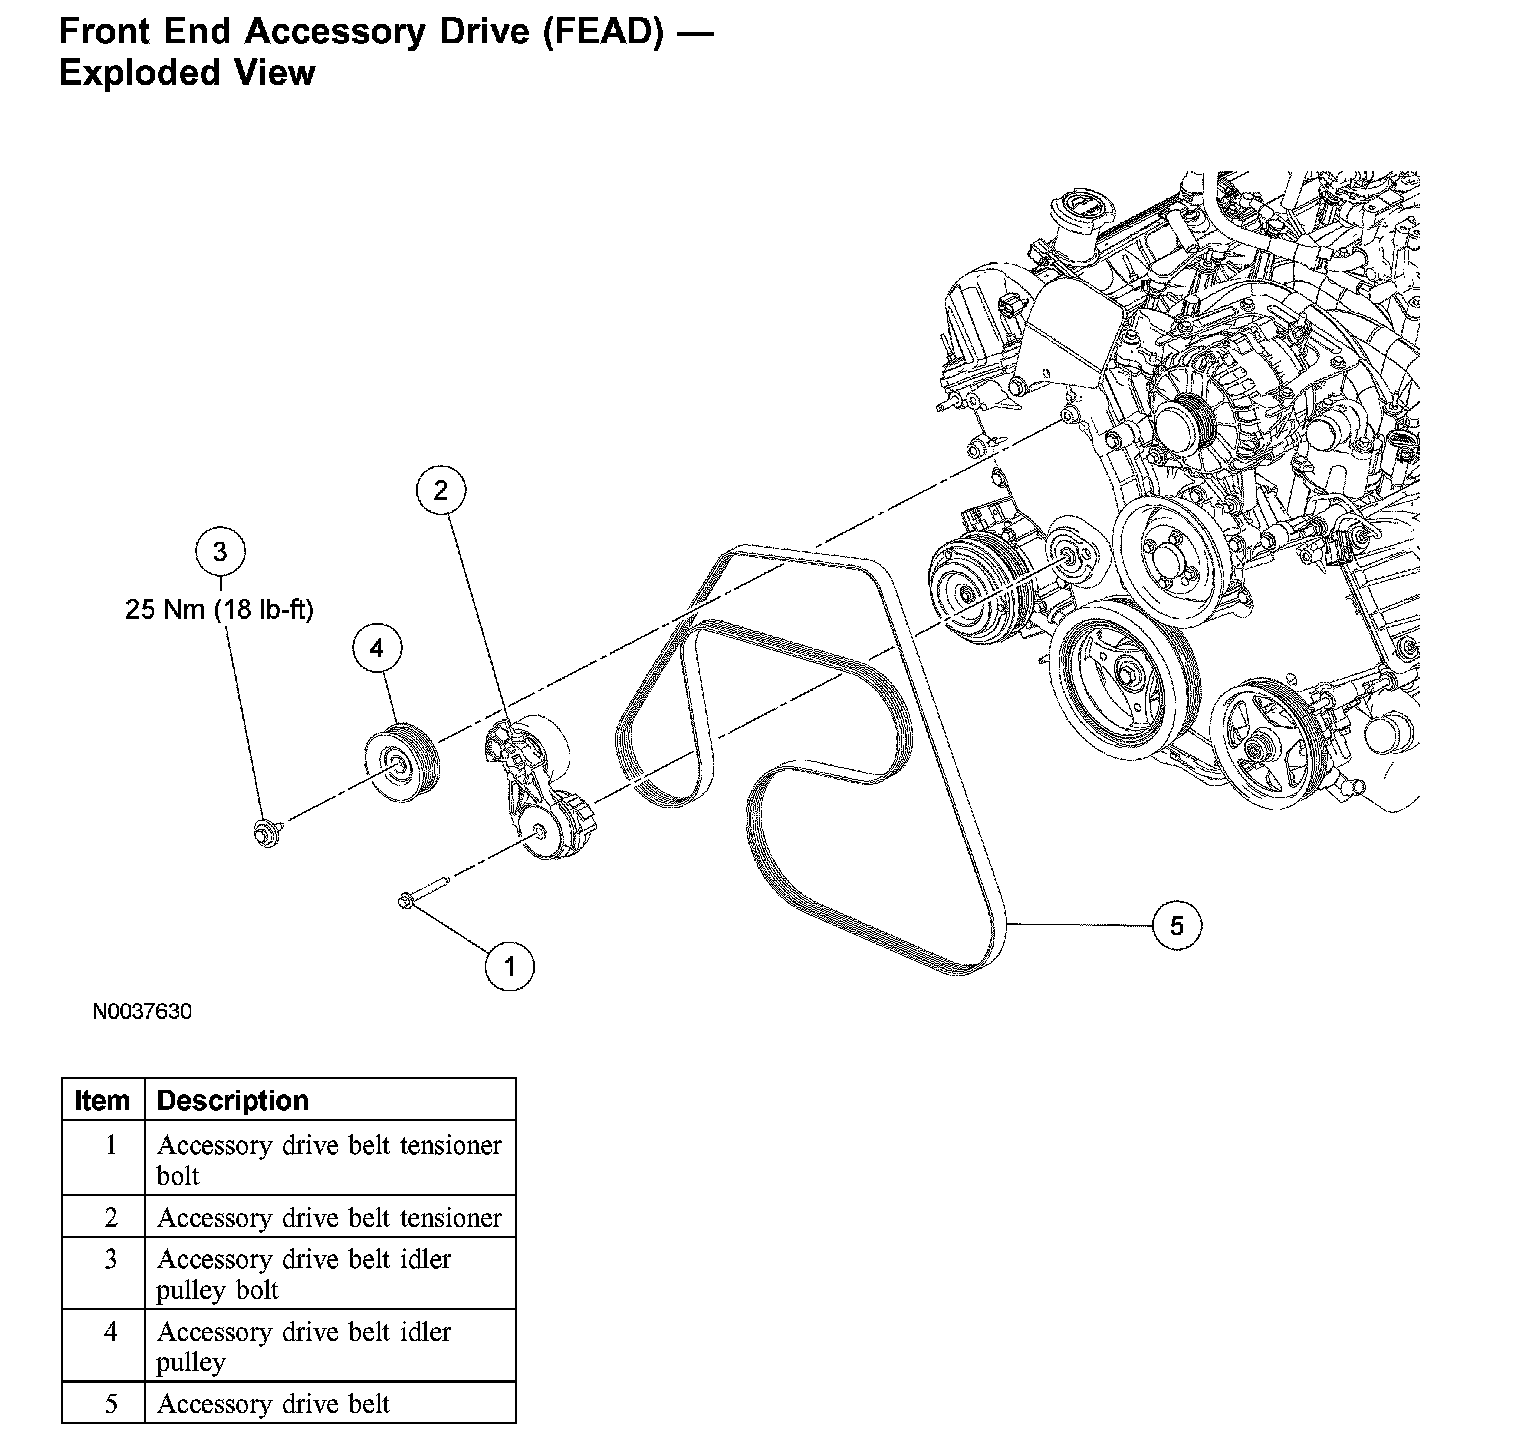 Front End Accessory Drive (FEAD) —
Exploded View
2
3
25 Nm (18 lb-ft)
4
5
1
N0037630
Item Description
1 Accessory drive belt tensioner
bolt
2 Accessory drive belt tensioner
3 Accessory drive belt idler
pulley bolt
4 Accessory drive belt idler
pulley
5 Accessory drive belt